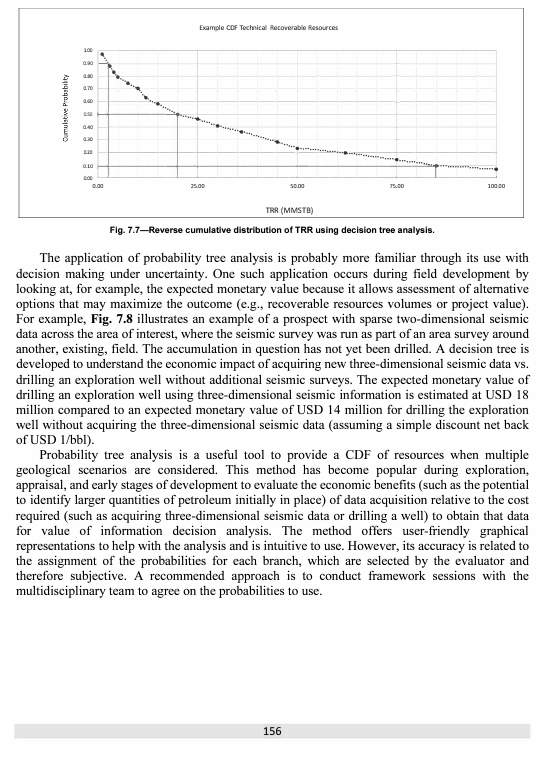 Example CDF Technical Recoverable Resources
Cumulative Probability
1.00
0.90
0.80
0.70
0.60
0.50
0.40
0.30
0.20
0.10
0.00
0.00 25.00 50.00 75.00 100.00
TRR (MMSTB)
Fig. 7.7—Reverse cumulative distribution of TRR using decision tree analysis.
The application of probability tree analysis is probably more familiar through its use with
decision making under uncertainty. One such application occurs during field development by
looking at, for example, the expected monetary value because it allows assessment of alternative
options that may maximize the outcome (e.g., recoverable resources volumes or project value).
For example, Fig. 7.8 illustrates an example of a prospect with sparse two-dimensional seismic
data across the area of interest, where the seismic survey was run as part of an area survey around
another, existing, field. The accumulation in question has not yet been drilled. A decision tree is
developed to understand the economic impact of acquiring new three-dimensional seismic data vs.
drilling an exploration well without additional seismic surveys. The expected monetary value of
drilling an exploration well using three-dimensional seismic information is estimated at USD 18
million compared to an expected monetary value of USD 14 million for drilling the exploration
well without acquiring the three-dimensional seismic data (assuming a simple discount net back
of USD 1/bbl).
Probability tree analysis is a useful tool to provide a CDF of resources when multiple
geological scenarios are considered. This method has become popular during exploration,
appraisal, and early stages of development to evaluate the economic benefits (such as the potential
to identify larger quantities of petroleum initially in place) of data acquisition relative to the cost
required (such as acquiring three-dimensional seismic data or drilling a well) to obtain that data
for value of information decision analysis. The method offers user-friendly graphical
representations to help with the analysis and is intuitive to use. However, its accuracy is related to
the assignment of the probabilities for each branch, which are selected by the evaluator and
therefore subjective. A recommended approach is to conduct framework sessions with the
multidisciplinary team to agree on the probabilities to use.
156